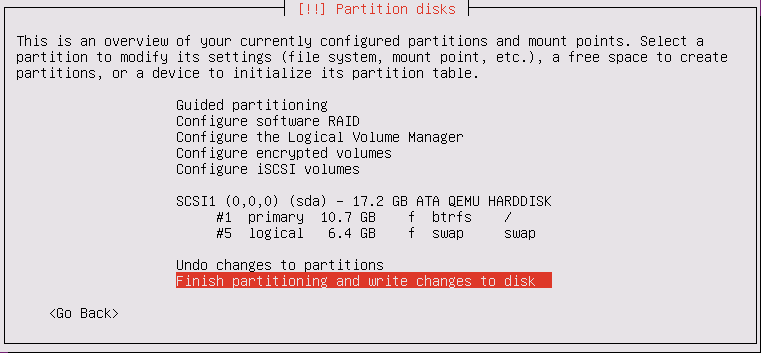 [!!] Partition disks
This is an overview of your currently configured partitions and mount points. Select a
partition to modify its settings (file system, mount point, etc.), a free space to create
partitions, or a device to initialize its partition table.
Guided partitioning
Configure software RAID
Configure the Logical Volume Manager
Configure encrypted volumes
Configure iSCSI volumes
SCSI1 (0,0,0) (sda) - 17.2 GB ATA QEMU HARDDISK
#1 primary 10.7 GB f btrfs /
#5 logical 6.4 GB f swap swap
Undo changes to partitions
Finish partitioning and write changes to disk
<Go Back>